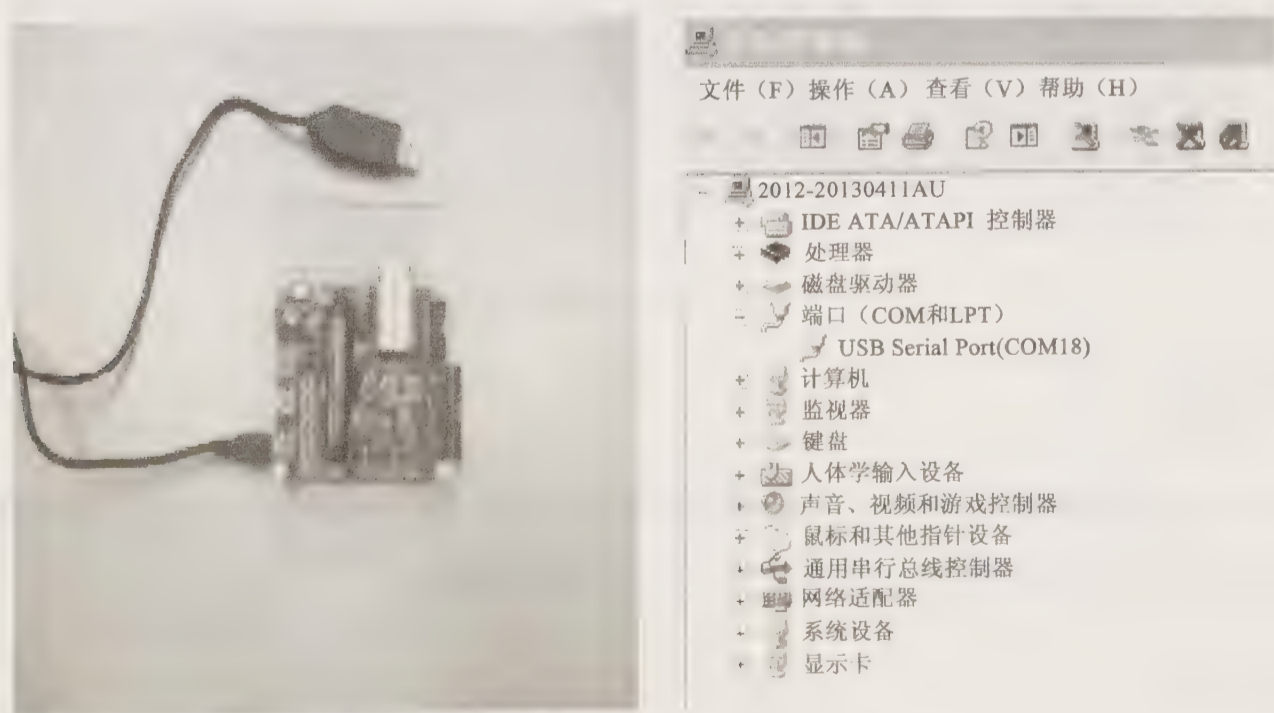 文件（F）操作（A）查看（V）帮助（H）
2012-20130411AU
IDE ATA/ATAPI 控制器
处理器
磁盘驱动器
端口（COM和LPT）
USB Serial Port(COM18)
计算机
监视器
键盘
人体学输入设备
声音、视频和游戏控制器
鼠标和其他指针设备
通用串行总线控制器
网络适配器
系统设备
显示卡